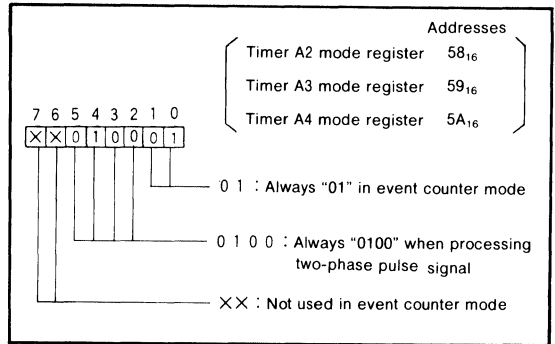 Addresses
Timer A2 mode register 58₁₆
Timer A3 mode register 59₁₆
Timer A4 mode register 5A₁₆
7 6 5 4 3 2 1 0
× × 0 1 0 0 0 1
0 1 : Always "01" in event counter mode
0 1 0 0 : Always "0100" when processing
two-phase pulse signal
×× : Not used in event counter mode